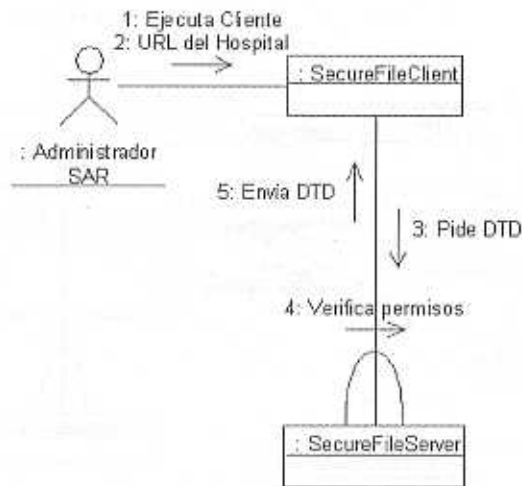 1: Ejecuta Cliente
2: URL del Hospital
: SecureFileClient
: Administrador
SAR
5: Envia DTD
3: Pide DTD
4: Verifica permisos
: SecureFileServer